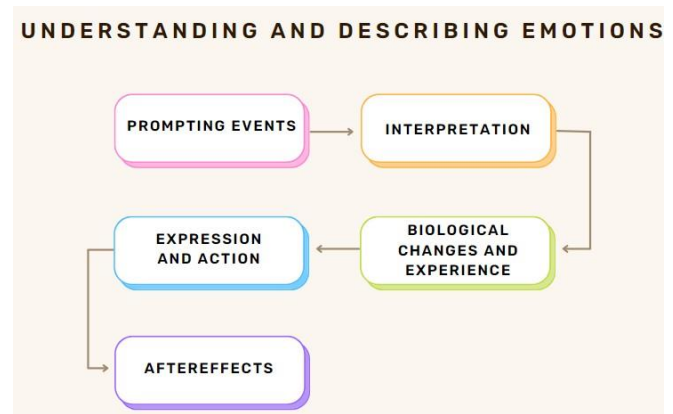 UNDERSTANDING AND DESCRIBING EMOTIONS
PROMPTING EVENTS
INTERPRETATION
BIOLOGICAL
CHANGES AND
EXPERIENCE
EXPRESSION
AND ACTION
AFTEREFFECTS